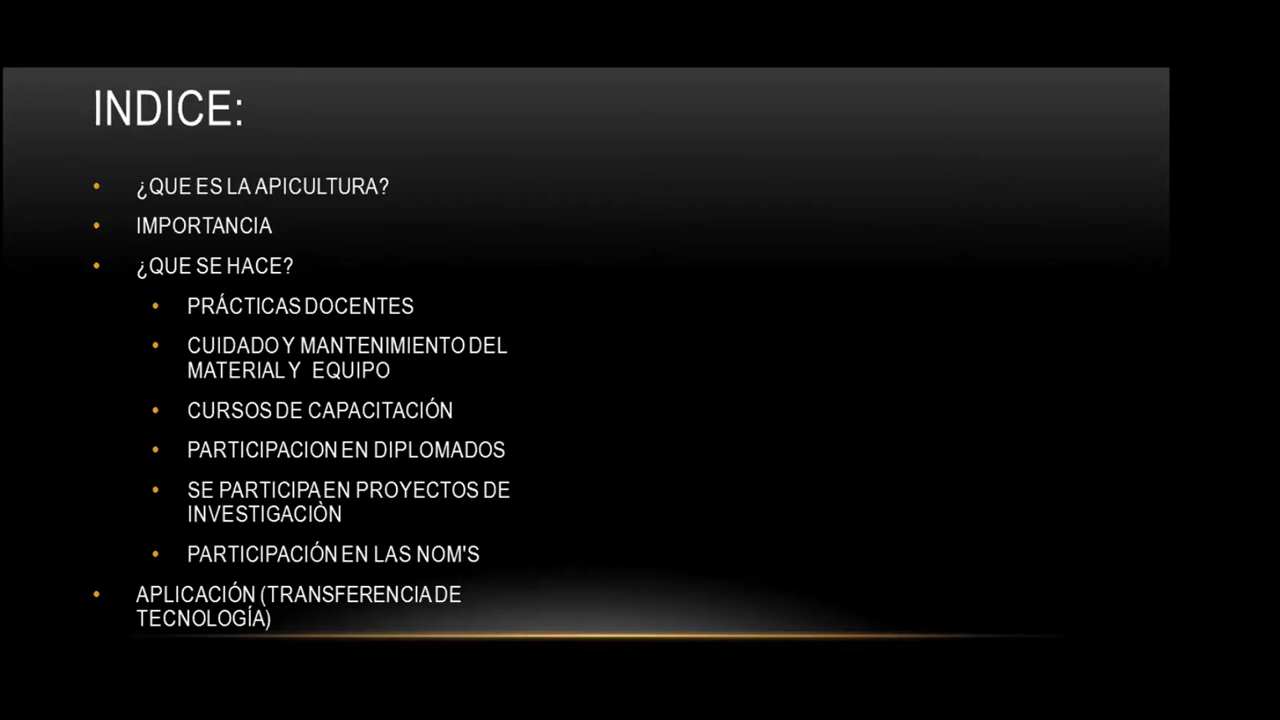 INDICE:
• ¿QUE ES LA APICULTURA?
• IMPORTANCIA
• ¿QUE SE HACE?
• PRÁCTICAS DOCENTES
• CUIDADO Y MANTENIMIENTO DEL
MATERIAL Y EQUIPO
• CURSOS DE CAPACITACIÓN
• PARTICIPACION EN DIPLOMADOS
• SE PARTICIPA EN PROYECTOS DE
INVESTIGACIÒN
• PARTICIPACIÓN EN LAS NOM'S
• APLICACIÓN (TRANSFERENCIA DE
TECNOLOGÍA)